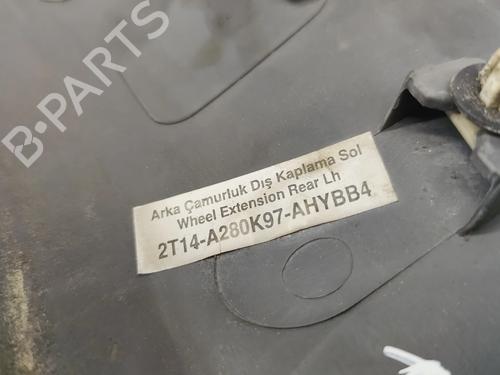 B-PARTS
Arka Çamurluk Dış Kaplama Sol
Wheel Extension Rear Lh
2T14-A280K97-AHYBB4